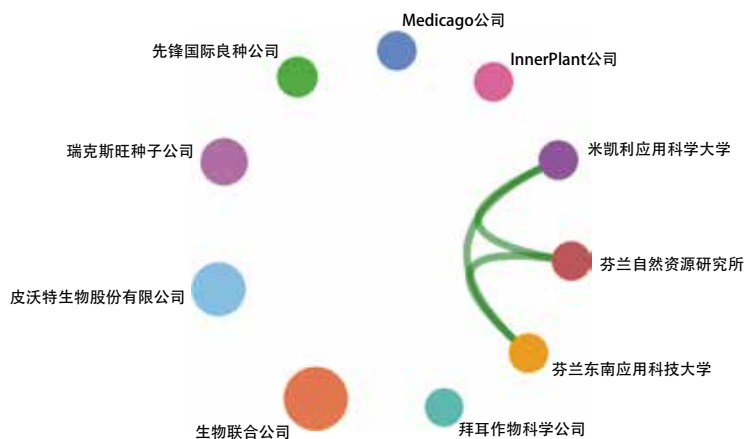 Medicago公司
先锋国际良种公司
InnerPlant公司
瑞克斯旺种子公司
米凯利应用科学大学
芬兰自然资源研究所
皮沃特生物股份有限公司
芬兰东南应用科技大学
生物联合公司
拜耳作物科学公司